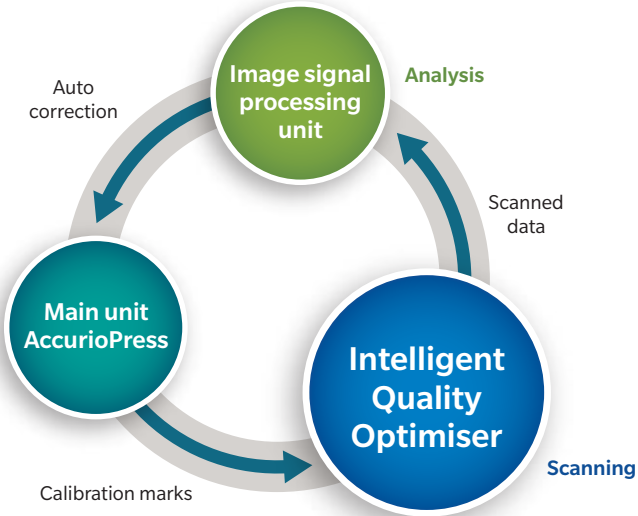 Image signal
processing
unit
Analysis
Auto
correction
Scanned
data
Main unit
AccurioPress
Intelligent
Quality
Optimiser
Scanning
Calibration marks